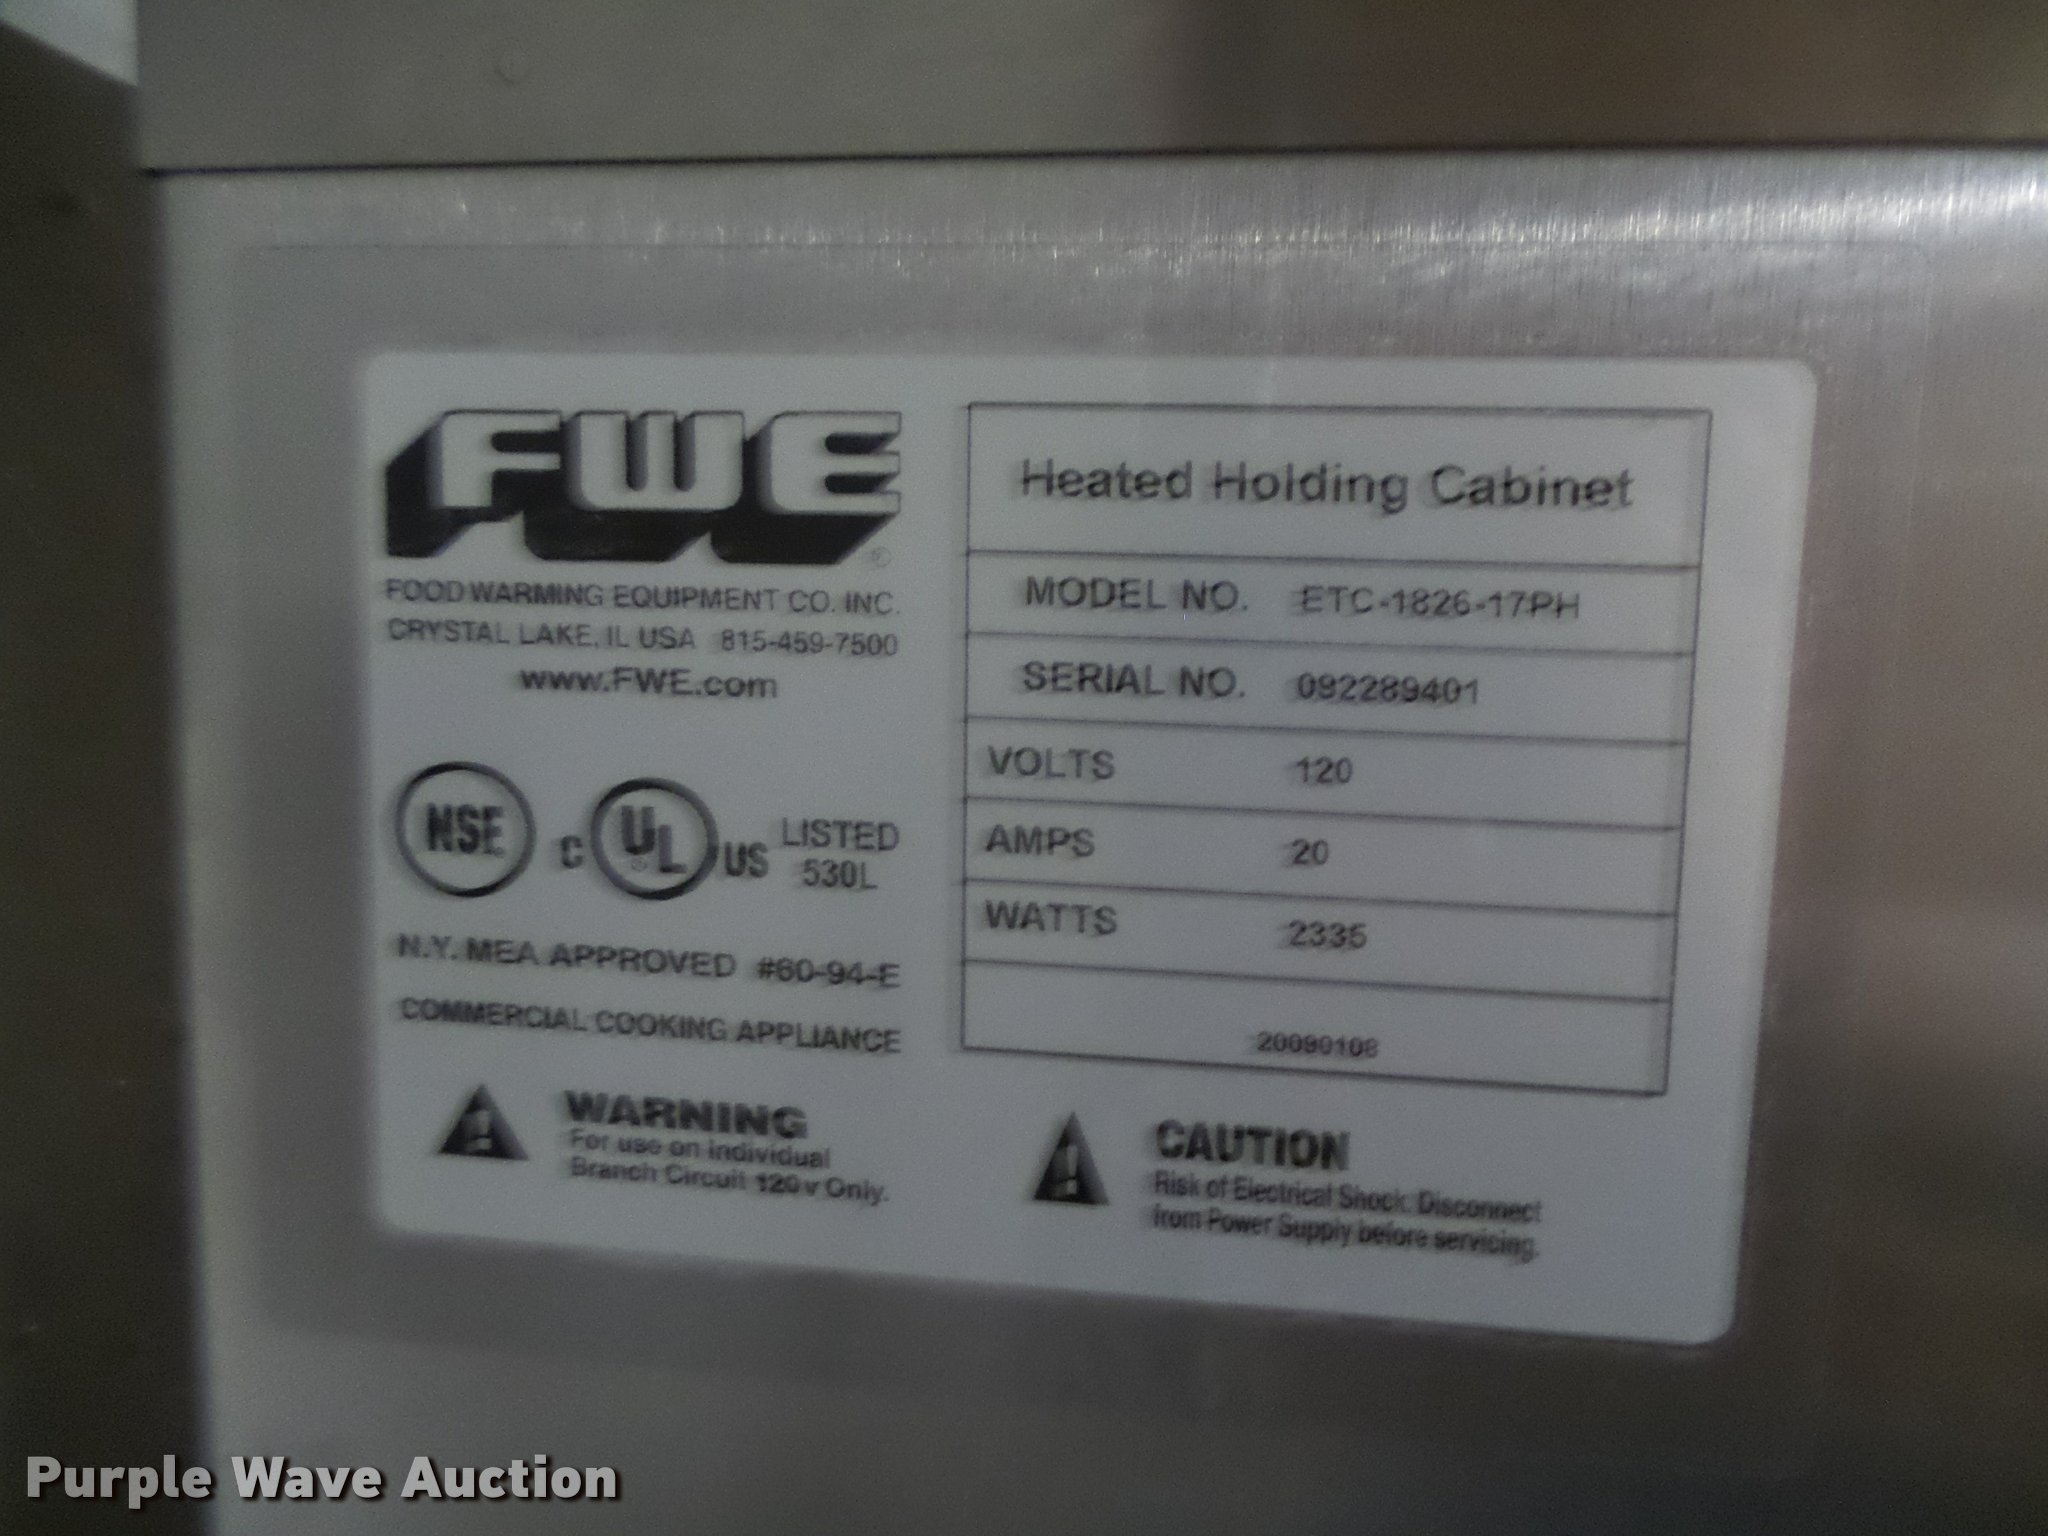 FWE
FOOD WARMING EQUIPMENT CO. INC.
CRYSTAL LAKE, IL USA 815-459-7500
www.FWE.com
NSF
C UL US LISTED
530L
N.Y. MEA APPROVED #60-94-E
COMMERCIAL COOKING APPLIANCE
WARNING
For use on individual
Branch Circuit 120v Only.
Heated Holding Cabinet
MODEL NO. ETC-1826-17PH
SERIAL NO. 092289401
VOLTS 120
AMPS 20
WATTS 2335
20090108
CAUTION
Risk of Electrical Shock. Disconnect
from Power Supply before servicing.
Purple Wave Auction